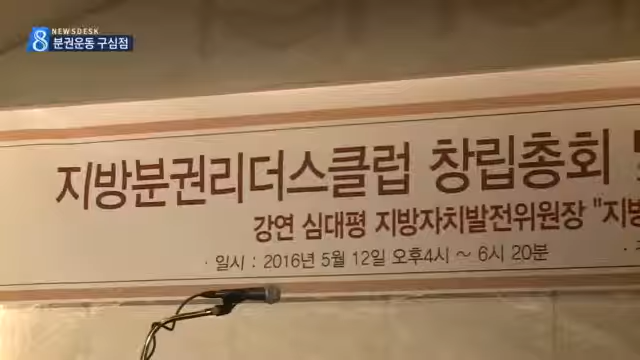 8 NEWSDESK
분권운동 구심점
지방분권리더스클럽 창립총회
강연 심대평 지방자치발전위원장 "지방
· 일시 : 2016년 5월 12일 오후4시 ~ 6시 20분